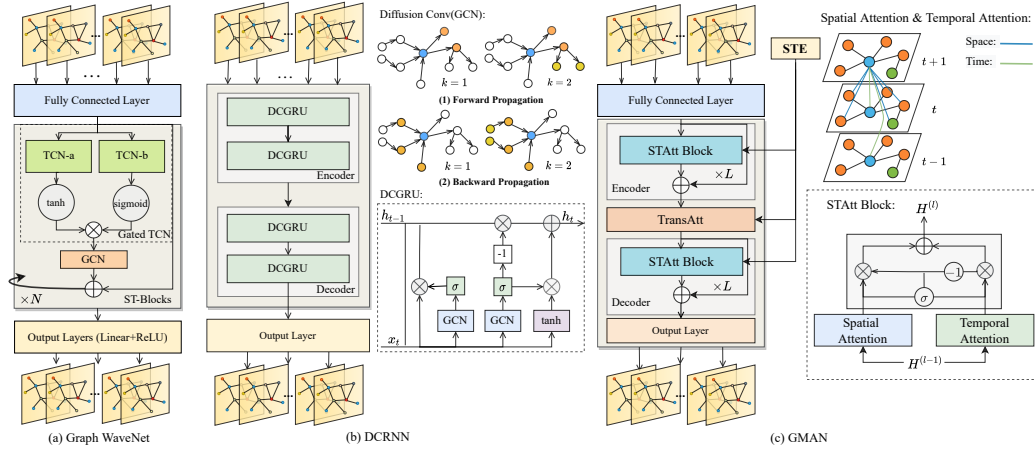 ...
...
Fully Connected Layer
TCN-a
TCN-b
tanh
sigmoid
Gated TCN
GCN
×N
ST-Blocks
Output Layers (Linear+ReLU)
...
(a) Graph WaveNet
...
...
DCGRU
DCGRU
Encoder
DCGRU
DCGRU
Decoder
Output Layer
...
(b) DCRNN
Diffusion Conv(GCN):
k = 1
k = 2
(1) Forward Propagation
k = 1
k = 2
(2) Backward Propagation
DCGRU:
h_{t-1}
h_t
-1
σ
σ
GCN
GCN
tanh
x_t
...
...
STE
Fully Connected Layer
STAtt Block
×L
Encoder
TransAtt
STAtt Block
×L
Decoder
Output Layer
...
(c) GMAN
Spatial Attention & Temporal Attention:
Space:
Time:
t + 1
t
t − 1
STAtt Block:
H^{(l)}
-1
σ
Spatial
Attention
Temporal
Attention
H^{(l-1)}